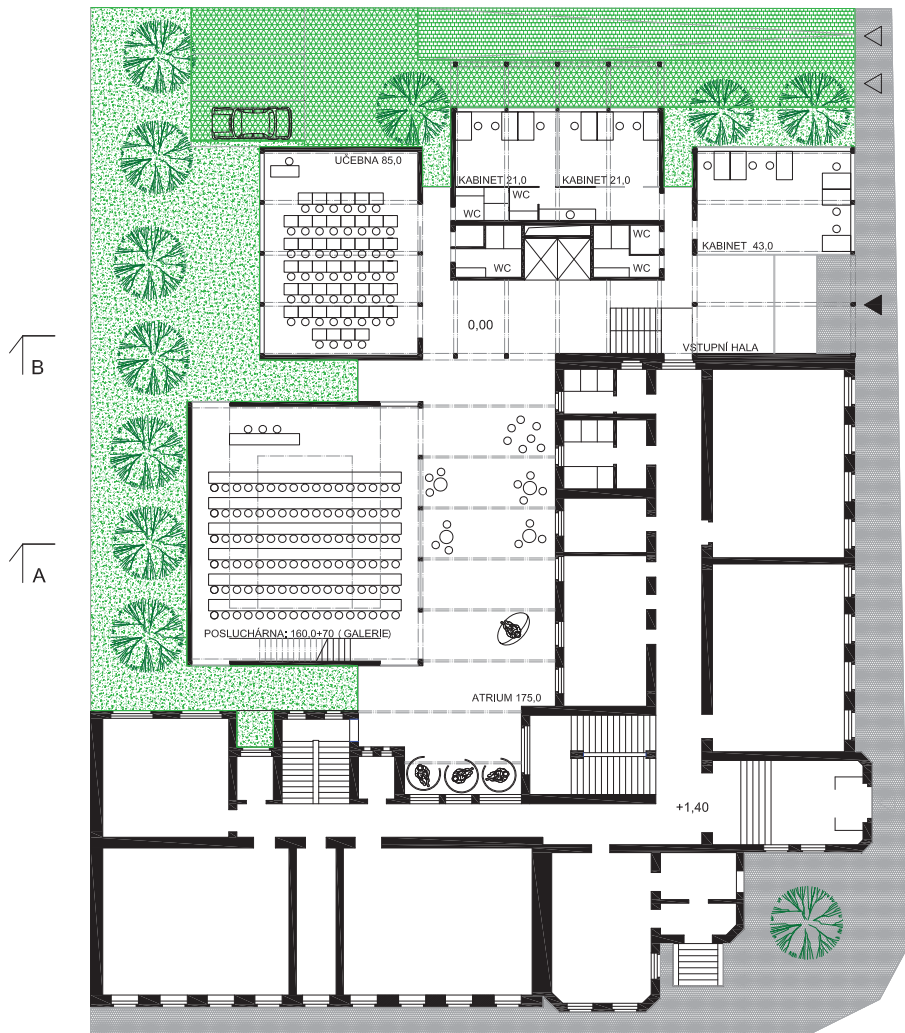 UČEBNA 85,0
KABINET 21,0
KABINET 21,0
WC
WC
WC
WC
WC
KABINET 43,0
0,00
VSTUPNÍ HALA
B
A
POSLUCHÁRNA: 160,0+70 (GALERIE)
ATRIUM 175,0
+1,40